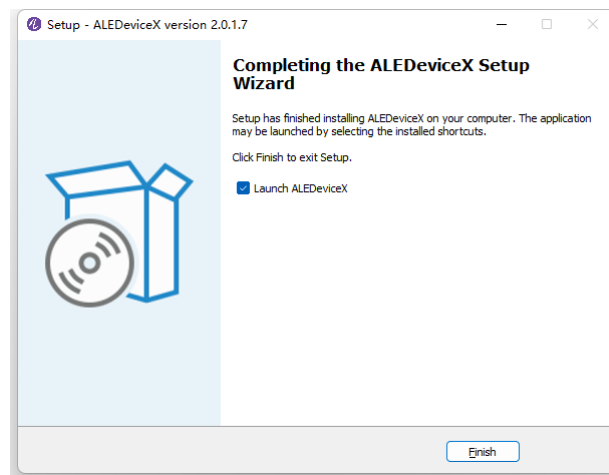 Setup - ALEDeviceX version 2.0.1.7
Completing the ALEDeviceX Setup
Wizard
Setup has finished installing ALEDeviceX on your computer. The application
may be launched by selecting the installed shortcuts.
Click Finish to exit Setup.
Launch ALEDeviceX
Finish